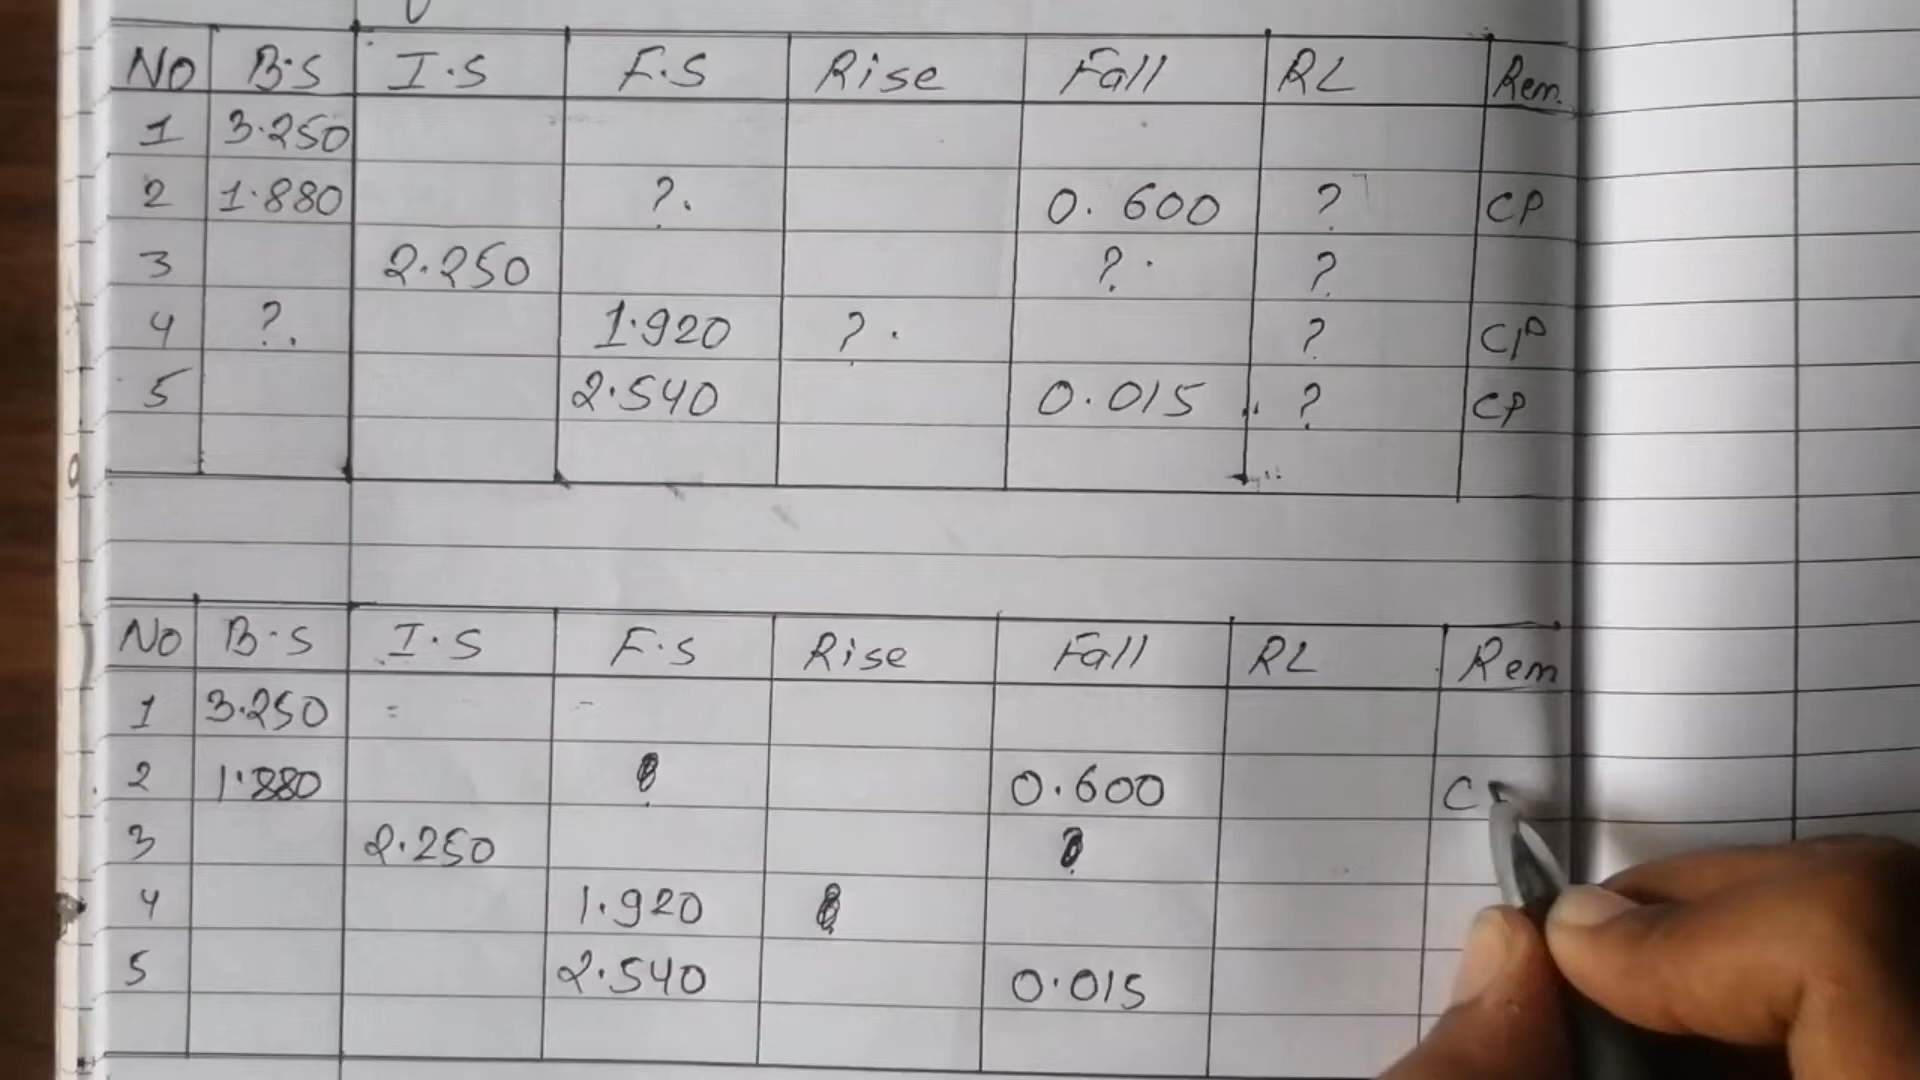 No B.S I.S F.S Rise Fall RL Rem.
1 3.250
2 1.880 ?. 0.600 ? CP
3 2.250 ?. ?
4 ?. 1.920 ?. ? CP
5 2.540 0.015 ? CP
No B.S I.S F.S Rise Fall RL Rem
1 3.250
2 1.880 0.600 C
3 2.250
4 1.920
5 2.540 0.015